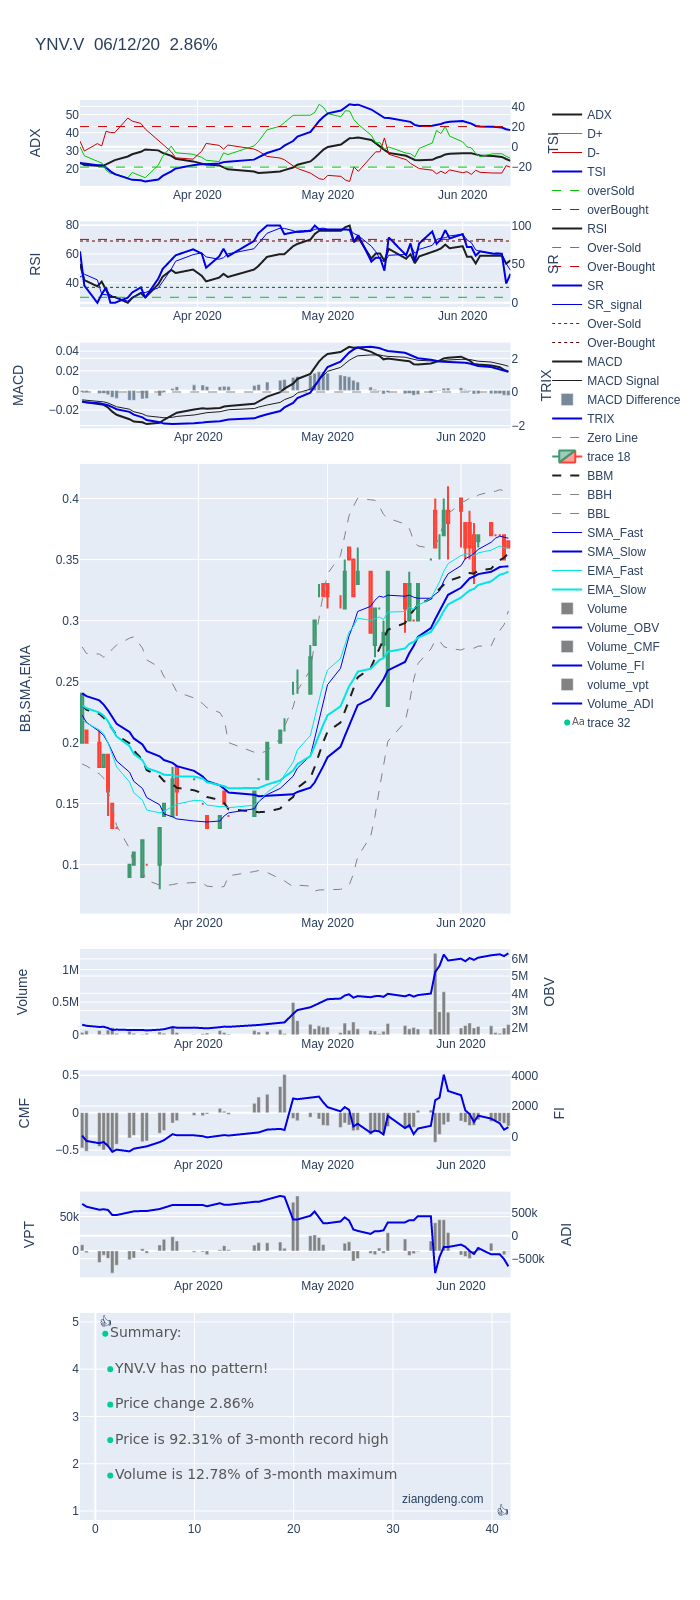 YNV.V 06/12/20 2.86%
ADX
50
40
30
20
40
20
0
−20
TSI
Apr 2020
May 2020
Jun 2020
RSI
80
60
40
100
50
0
SR
Apr 2020
May 2020
Jun 2020
MACD
0.04
0.02
0
−0.02
2
0
−2
TRIX
Apr 2020
May 2020
Jun 2020
BB,SMA,EMA
0.4
0.35
0.3
0.25
0.2
0.15
0.1
Apr 2020
May 2020
Jun 2020
Volume
1M
0.5M
0
6M
5M
4M
3M
2M
OBV
Apr 2020
May 2020
Jun 2020
CMF
0.5
0
−0.5
4000
2000
0
FI
Apr 2020
May 2020
Jun 2020
VPT
50k
0
500k
0
−500k
ADI
Apr 2020
May 2020
Jun 2020
5
4
3
2
1
0
10
20
30
40
👍
Summary:
YNV.V has no pattern!
Price change 2.86%
Price is 92.31% of 3-month record high
Volume is 12.78% of 3-month maximum
ziangdeng.com
👍
ADX
D+
D-
TSI
overSold
overBought
RSI
Over-Sold
Over-Bought
SR
SR_signal
Over-Sold
Over-Bought
MACD
MACD Signal
MACD Difference
TRIX
Zero Line
trace 18
BBM
BBH
BBL
SMA_Fast
SMA_Slow
EMA_Fast
EMA_Slow
Volume
Volume_OBV
Volume_CMF
Volume_FI
volume_vpt
Volume_ADI
Aa trace 32